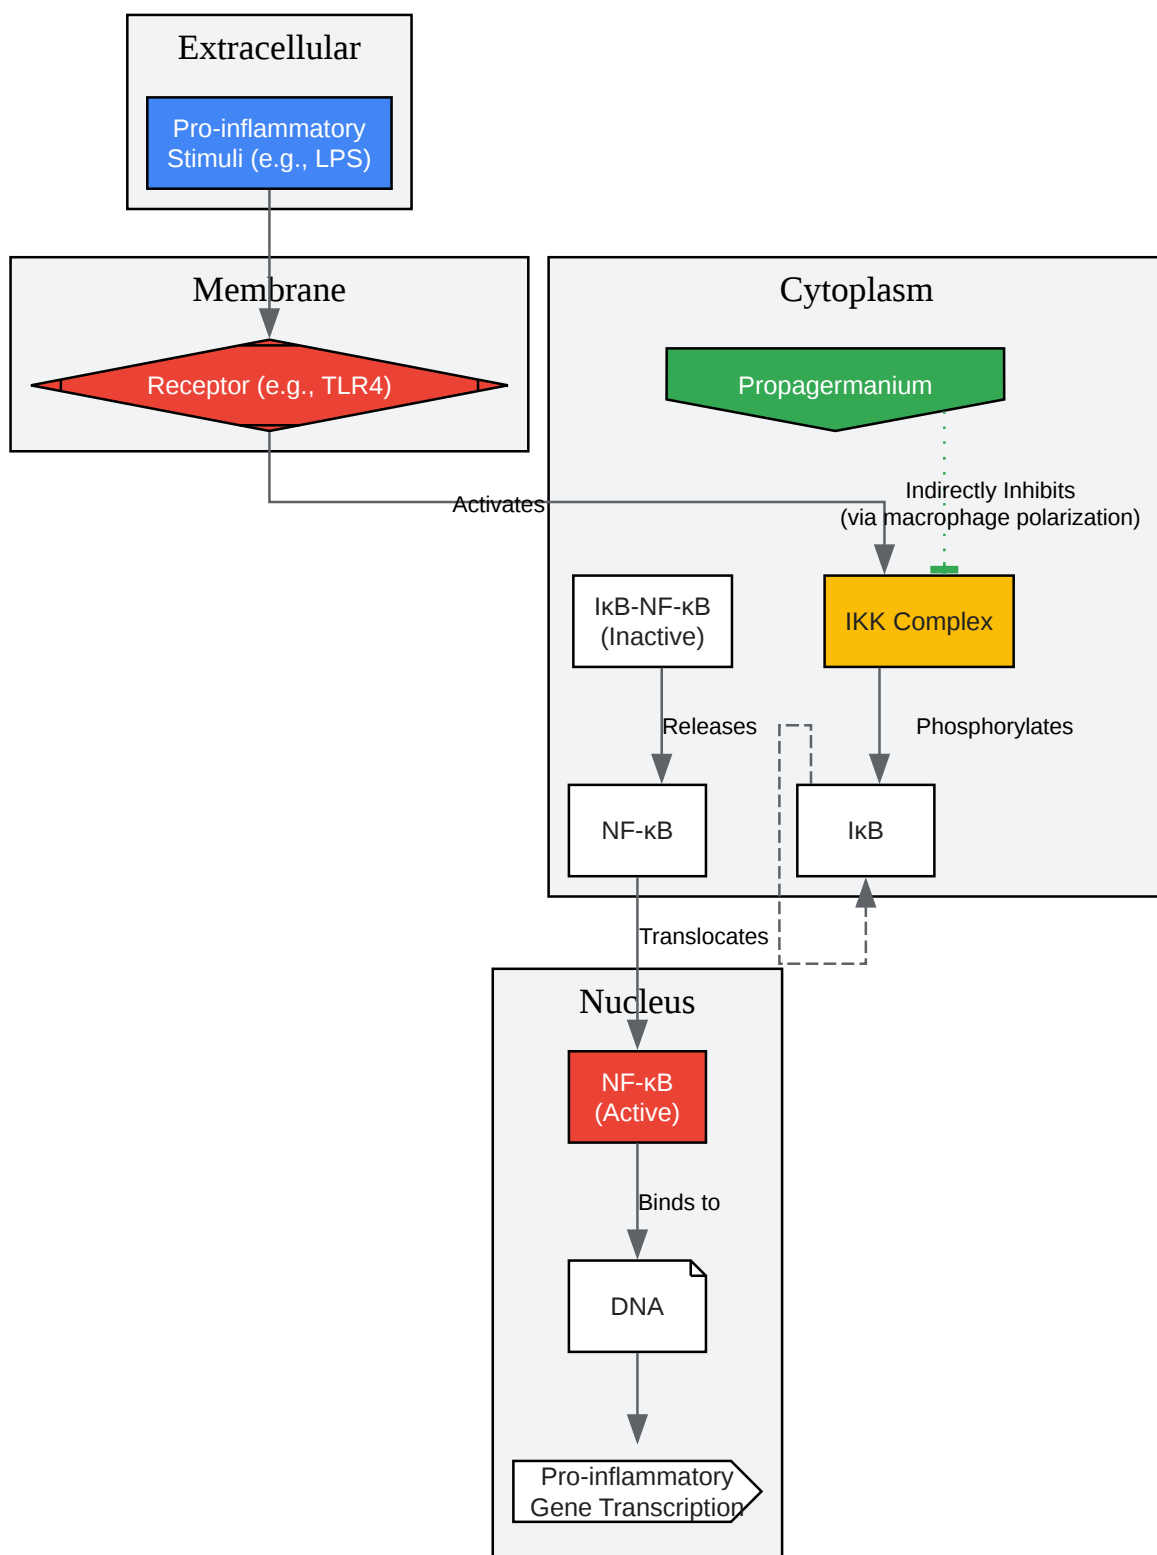 Extracellular
Pro-inflammatory
Stimuli (e.g., LPS)
Membrane
Cytoplasm
Receptor (e.g., TLR4)
Propagermanium
Activates
Indirectly Inhibits
(via macrophage polarization)
IκB-NF-κB
(Inactive)
IKK Complex
Releases
Phosphorylates
NF-κB
IκB
Translocates
Nucleus
NF-κB
(Active)
Binds to
DNA
Pro-inflammatory
Gene Transcription